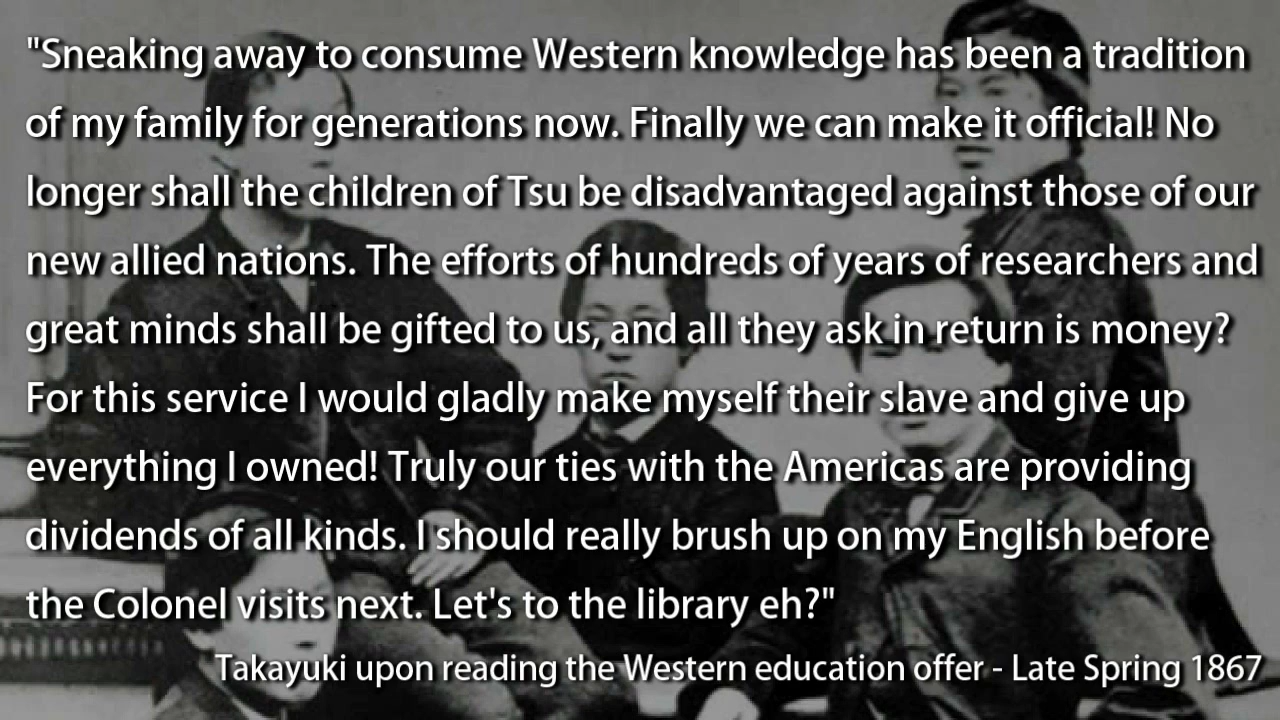 "Sneaking away to consume Western knowledge has been a tradition
of my family for generations now. Finally we can make it official! No
longer shall the children of Tsu be disadvantaged against those of our
new allied nations. The efforts of hundreds of years of researchers and
great minds shall be gifted to us, and all they ask in return is money?
For this service I would gladly make myself their slave and give up
everything I owned! Truly our ties with the Americas are providing
dividends of all kinds. I should really brush up on my English before
the Colonel visits next. Let's to the library eh?"
Takayuki upon reading the Western education offer - Late Spring 1867